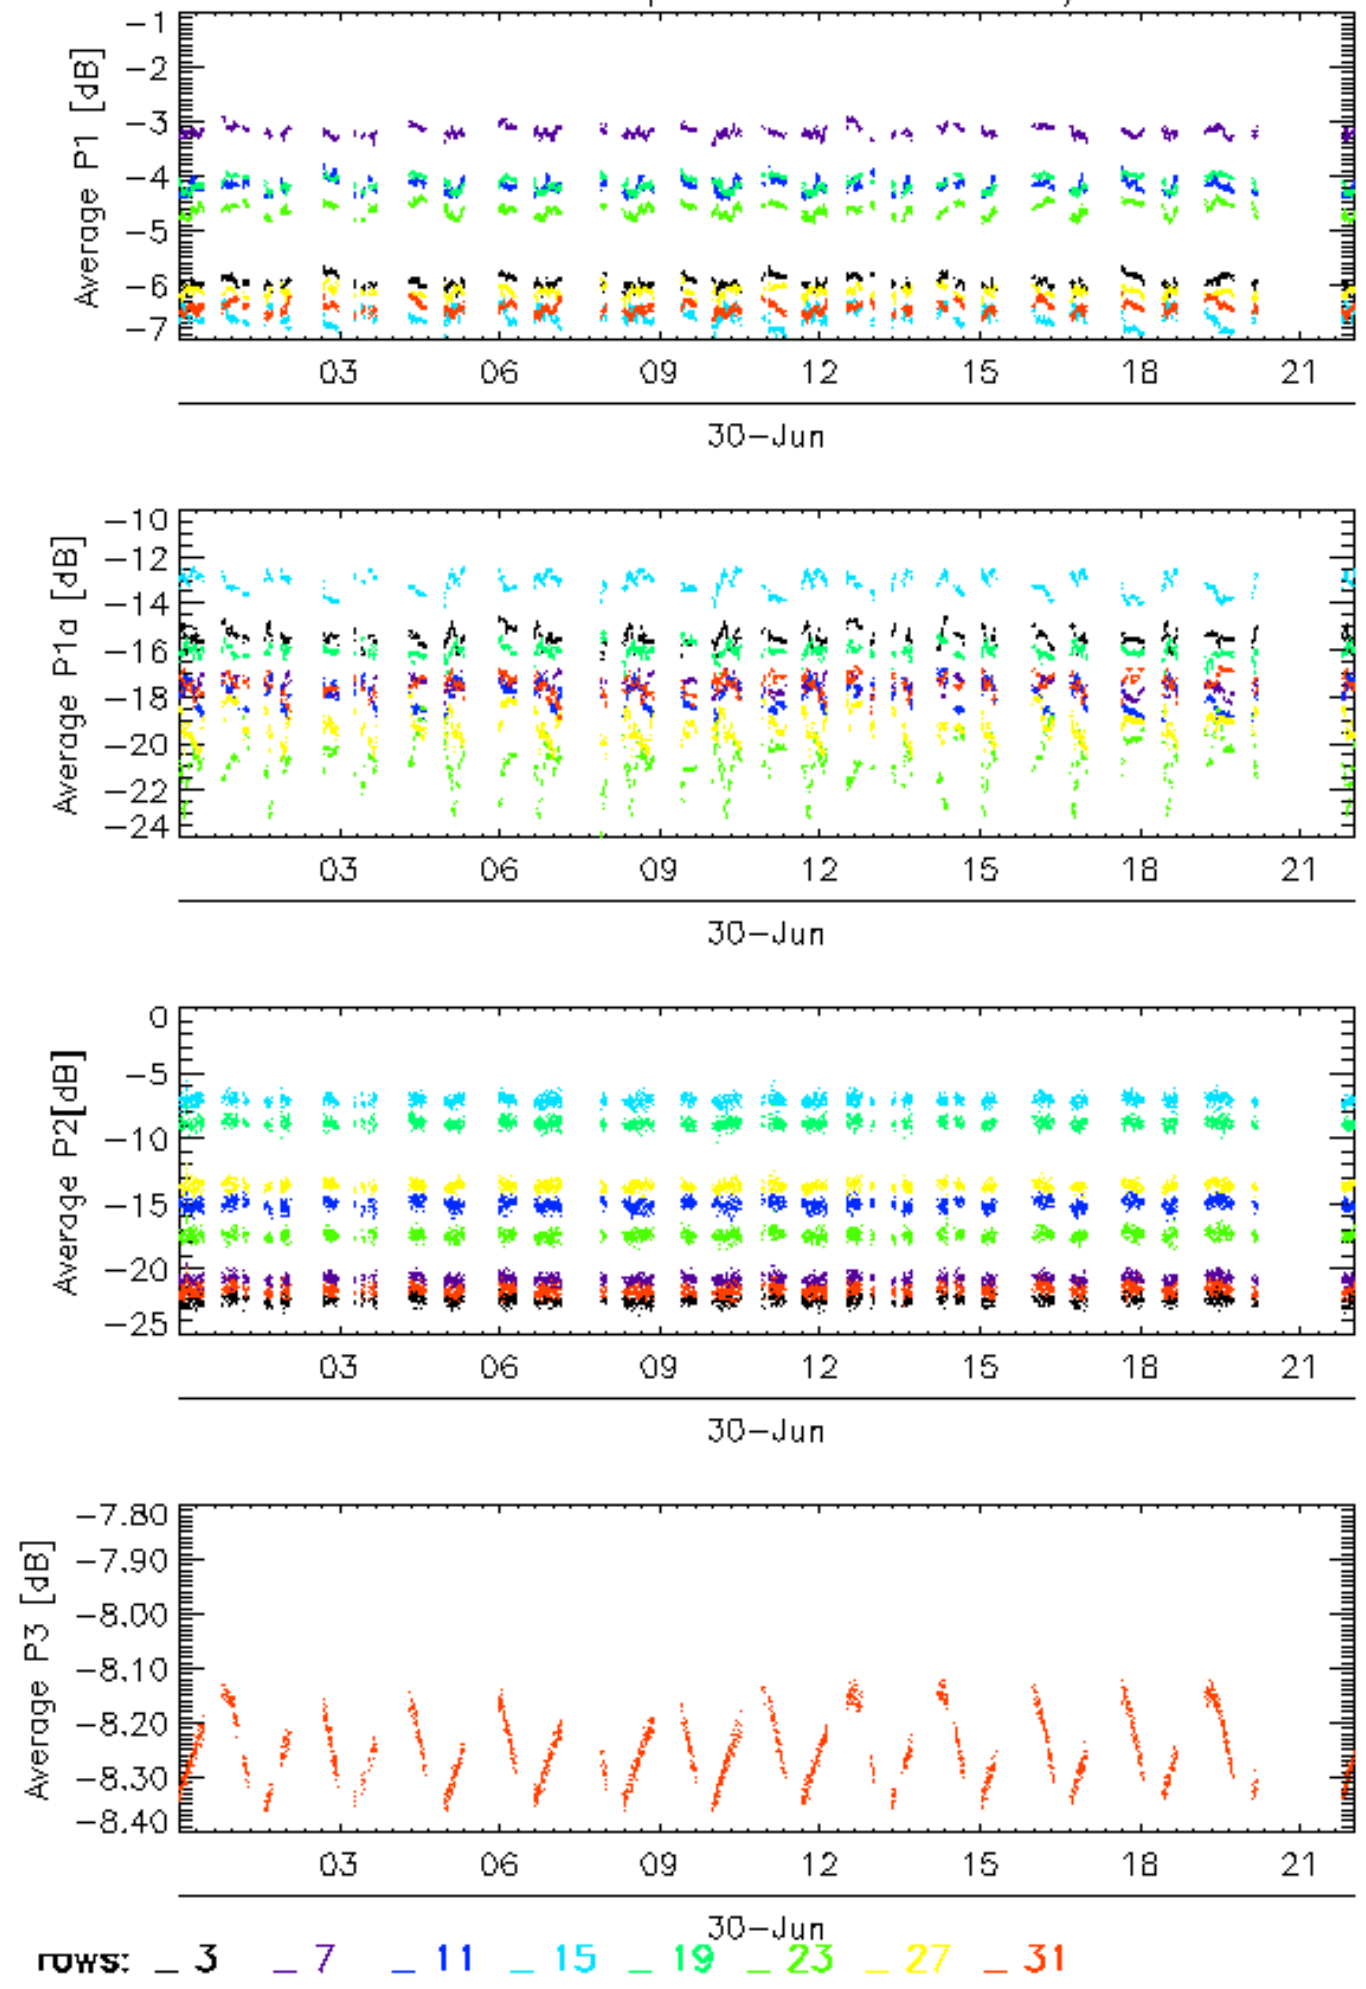 -1
-2
-3
-4
-5
-6
-7
Average P1 [dB]
03 06 09 12 15 18 21
30-Jun
-10
-12
-14
-16
-18
-20
-22
-24
Average P1a [dB]
03 06 09 12 15 18 21
30-Jun
0
-5
-10
-15
-20
-25
Average P2[dB]
03 06 09 12 15 18 21
30-Jun
-7.80
-7.90
-8.00
-8.10
-8.20
-8.30
-8.40
Average P3 [dB]
03 06 09 12 15 18 21
30-Jun
rows: _ 3 _ 7 _ 11 _ 15 _ 19 _ 23 _ 27 _ 31